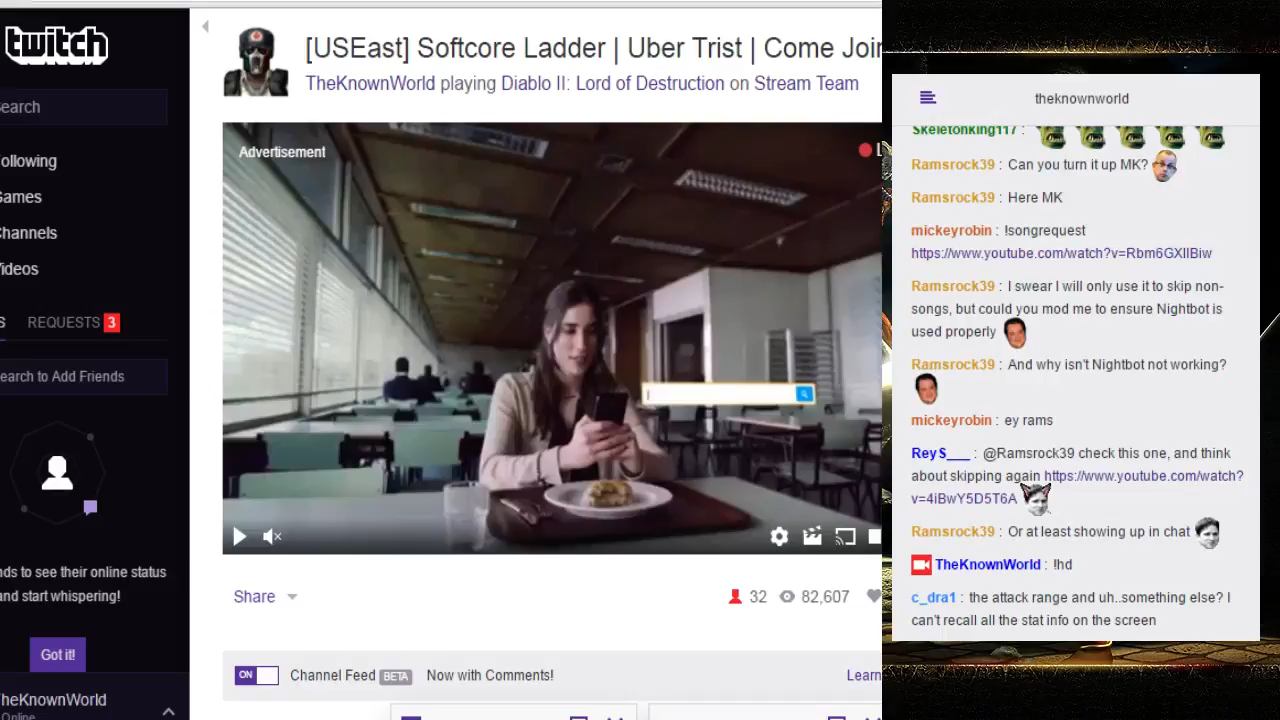 twitch
[USEast] Softcore Ladder | Uber Trist | Come Join
TheKnownWorld playing Diablo II: Lord of Destruction on Stream Team
earch
ollowing
ames
hannels
ideos
S REQUESTS 3
earch to Add Friends
nds to see their online status
and start whispering!
Got it!
heKnownWorld
Online
Advertisement
L
Share
32
82,607
ON Channel Feed BETA Now with Comments! Learn
theknownworld
Skeletonking117 :
Ramsrock39 : Can you turn it up MK?
Ramsrock39 : Here MK
mickeyrobin : !songrequest
https://www.youtube.com/watch?v=Rbm6GXlIBiw
Ramsrock39 : I swear I will only use it to skip non-
songs, but could you mod me to ensure Nightbot is
used properly
Ramsrock39 : And why isn't Nightbot not working?
mickeyrobin : ey rams
ReyS___ : @Ramsrock39 check this one, and think
about skipping again https://www.youtube.com/watch?
v=4iBwY5D5T6A
Ramsrock39 : Or at least showing up in chat
TheKnownWorld : !hd
c_dra1 : the attack range and uh..something else? I
can't recall all the stat info on the screen